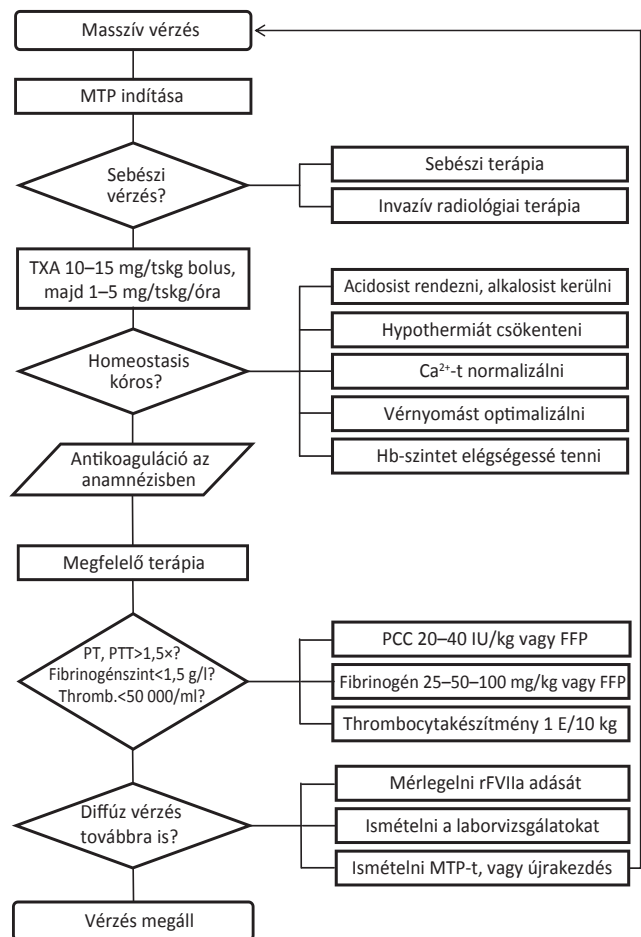 Masszív vérzés
MTP indítása
Sebészi
vérzés?
Sebészi terápia
Invazív radiológiai terápia
TXA 10–15 mg/tskg bolus,
majd 1–5 mg/tskg/óra
Homeostasis
kóros?
Acidosist rendezni, alkalosist kerülni
Hypothermiát csökkenteni
Ca²⁺-t normalizálni
Vérnyomást optimalizálni
Hb-szintet elégségessé tenni
Antikoaguláció az
anamnézisben
Megfelelő terápia
PT, PTT>1,5×?
Fibrinogénszint<1,5 g/l?
Thromb.<50 000/ml?
PCC 20–40 IU/kg vagy FFP
Fibrinogén 25–50–100 mg/kg vagy FFP
Thrombocytakészítmény 1 E/10 kg
Diffúz vérzés
továbbra is?
Mérlegelni rFVIIa adását
Ismételni a laborvizsgálatokat
Ismételni MTP-t, vagy újrakezdés
Vérzés megáll